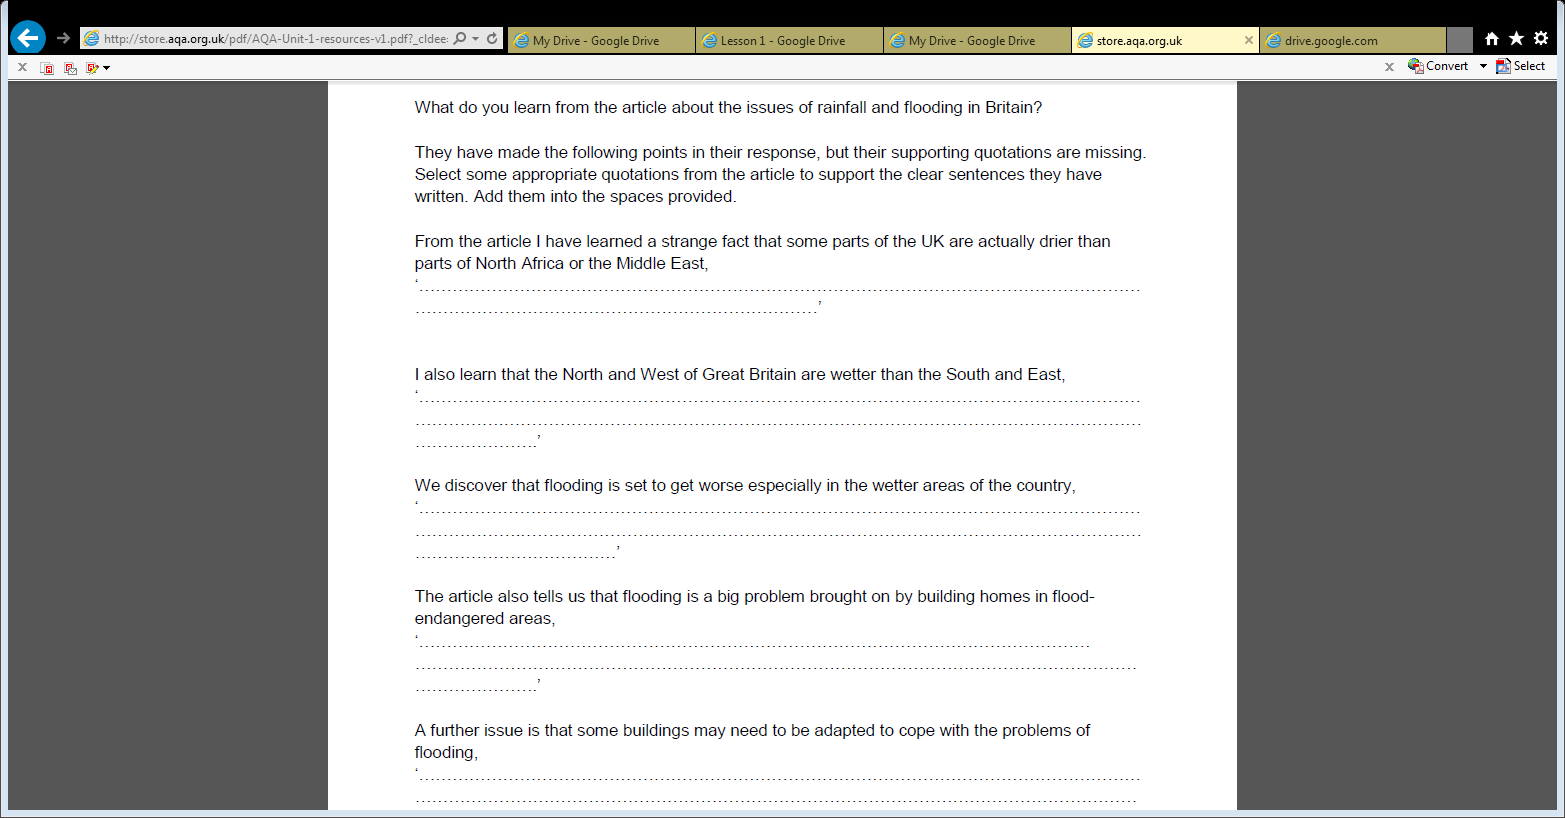 http://store.aqa.org.uk/pdf/AQA-Unit-1-resources-v1.pdf?_cldee
My Drive - Google Drive
Lesson 1 - Google Drive
My Drive - Google Drive
store.aqa.org.uk
drive.google.com
Convert
Select
What do you learn from the article about the issues of rainfall and flooding in Britain?
They have made the following points in their response, but their supporting quotations are missing.
Select some appropriate quotations from the article to support the clear sentences they have
written. Add them into the spaces provided.
From the article I have learned a strange fact that some parts of the UK are actually drier than
parts of North Africa or the Middle East,
‘……………………………………………………………………………………………………………………
……………………………………………………………….’
I also learn that the North and West of Great Britain are wetter than the South and East,
‘……………………………………………………………………………………………………………………
……………………………………………………………………………………………………………………
………………….’
We discover that flooding is set to get worse especially in the wetter areas of the country,
‘……………………………………………………………………………………………………………………
……………………………………………………………………………………………………………………
………………………………’
The article also tells us that flooding is a big problem brought on by building homes in flood-
endangered areas,
‘……………………………………………………………………………………………………………
……………………………………………………………………………………………………………………
………………….’
A further issue is that some buildings may need to be adapted to cope with the problems of
flooding,
‘……………………………………………………………………………………………………………………
……………………………………………………………………………………………………………………